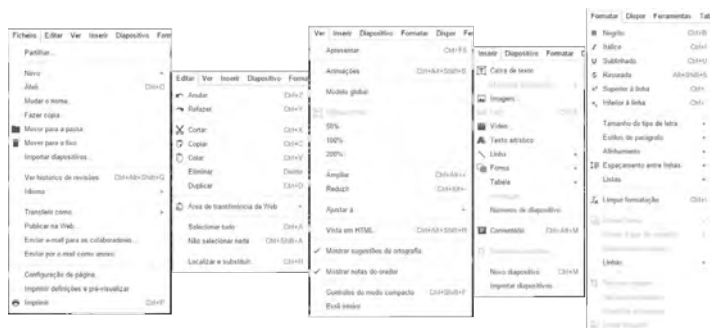 Ficheiro Editar Ver Inserir Diapositivo
Partilhar...
Novo
Abrir Ctrl+O
Mudar o nome...
Fazer cópia
Mover para a pasta
Mover para o lixo
Importar diapositivos...
Ver histórico de revisões Ctrl+Alt+Shift+G
Idioma
Transferir como
Publicar na Web...
Enviar e-mail para os colaboradores...
Enviar por e-mail como anexo
Configuração de página
Imprimir definições e pré-visualizar
Imprimir Ctrl+P
Editar Ver Inserir Diapositivo
Anular Ctrl+Z
Refazer Ctrl+Y
Cortar Ctrl+X
Copiar Ctrl+C
Colar Ctrl+V
Eliminar Delete
Duplicar Ctrl+D
Área de transferência da Web
Selecionar tudo Ctrl+A
Não selecionar nada Ctrl+Shift+A
Localizar e substituir Ctrl+H
Ver Inserir Diapositivo Formatar Dispor
Apresentar Ctrl+F5
Animações Ctrl+Alt+Shift+B
Modelo global
50%
100%
200%
Ampliar Ctrl+Alt++
Reduzir Ctrl+Alt+-
Ajustar à
Vista em HTML Ctrl+Alt+Shift+H
Mostrar sugestões da ortografia
Mostrar notas do orador
Controlos do modo compacto Ctrl+Shift+F
Ecrã inteiro
Inserir Diapositivo Formatar
Caixa de texto
Imagem...
Vídeo...
Texto artístico
Linha
Forma
Tabela
Números de diapositivo
Comentário Ctrl+Alt+M
Novo diapositivo Ctrl+M
Importar diapositivos...
Formatar Dispor Ferramentas
Negrito Ctrl+B
Itálico Ctrl+I
Sublinhado Ctrl+U
Rasurado Alt+Shift+5
Superior à linha
Inferior à linha
Tamanho do tipo de letra
Estilos de parágrafo
Alinhamento
Espaçamento entre linhas
Listas
Limpar formatação
Linhas